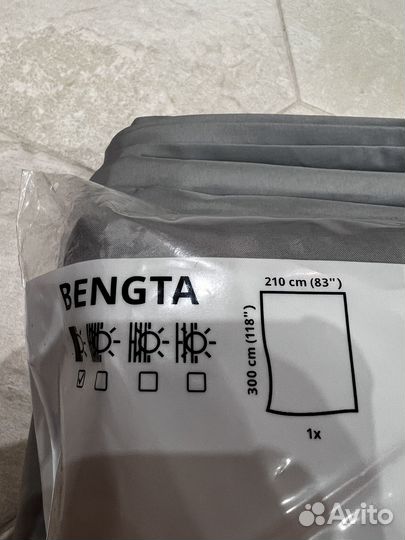 BENGTA
210 cm (83")
300 cm (118")
1x
Avito